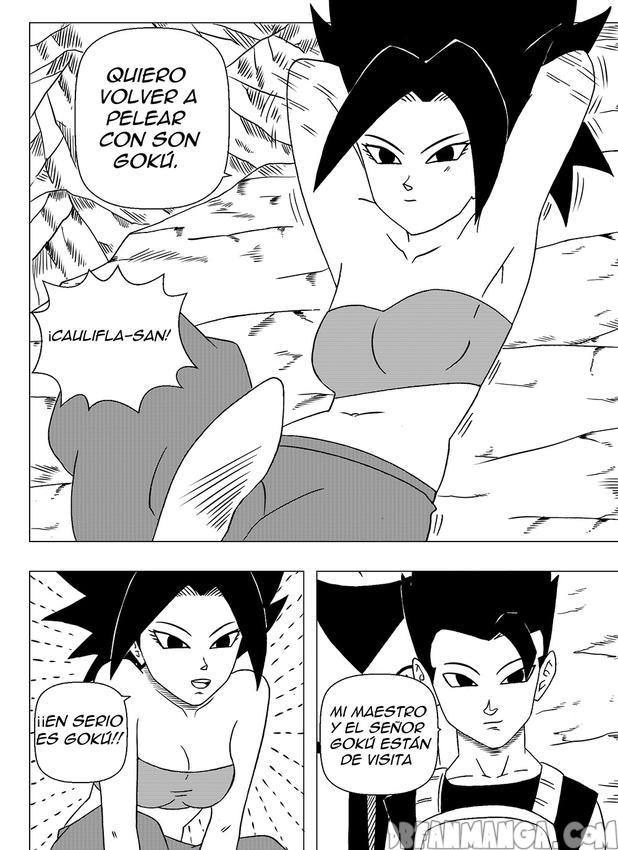 QUIERO
VOLVER A
PELEAR
CON SON
GOKÚ.
¡CAULIFLA-SAN!
¡¡EN SERIO
ES GOKÚ!!
MI MAESTRO
Y EL SEÑOR
GOKÚ ESTÁN
DE VISITA
DBFANMANGA.COM